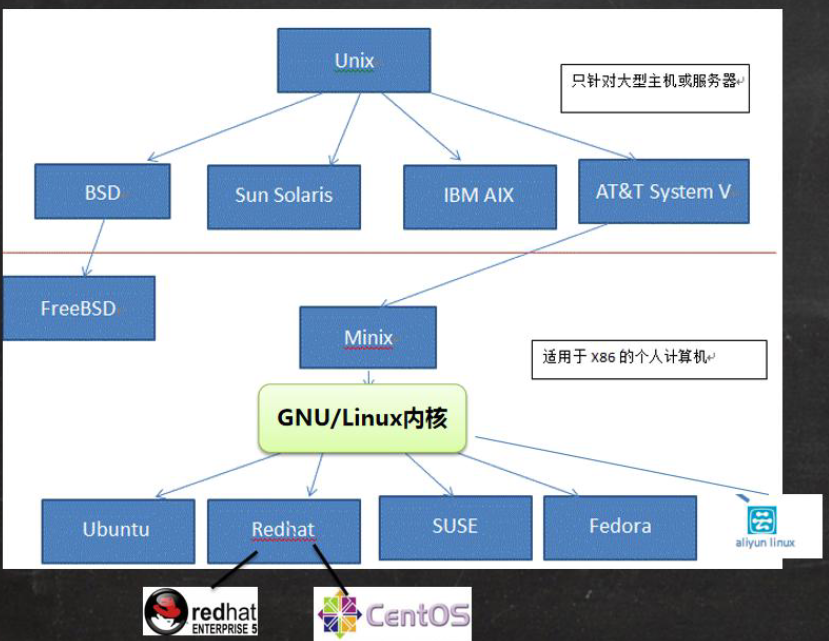 Unix
只针对大型主机或服务器
BSD
Sun Solaris
IBM AIX
AT&T System V
FreeBSD
Minix
适用于 X86 的个人计算机
GNU/Linux内核
Ubuntu
Redhat
SUSE
Fedora
aliyun linux
redhat
ENTERPRISE 5
CentOS